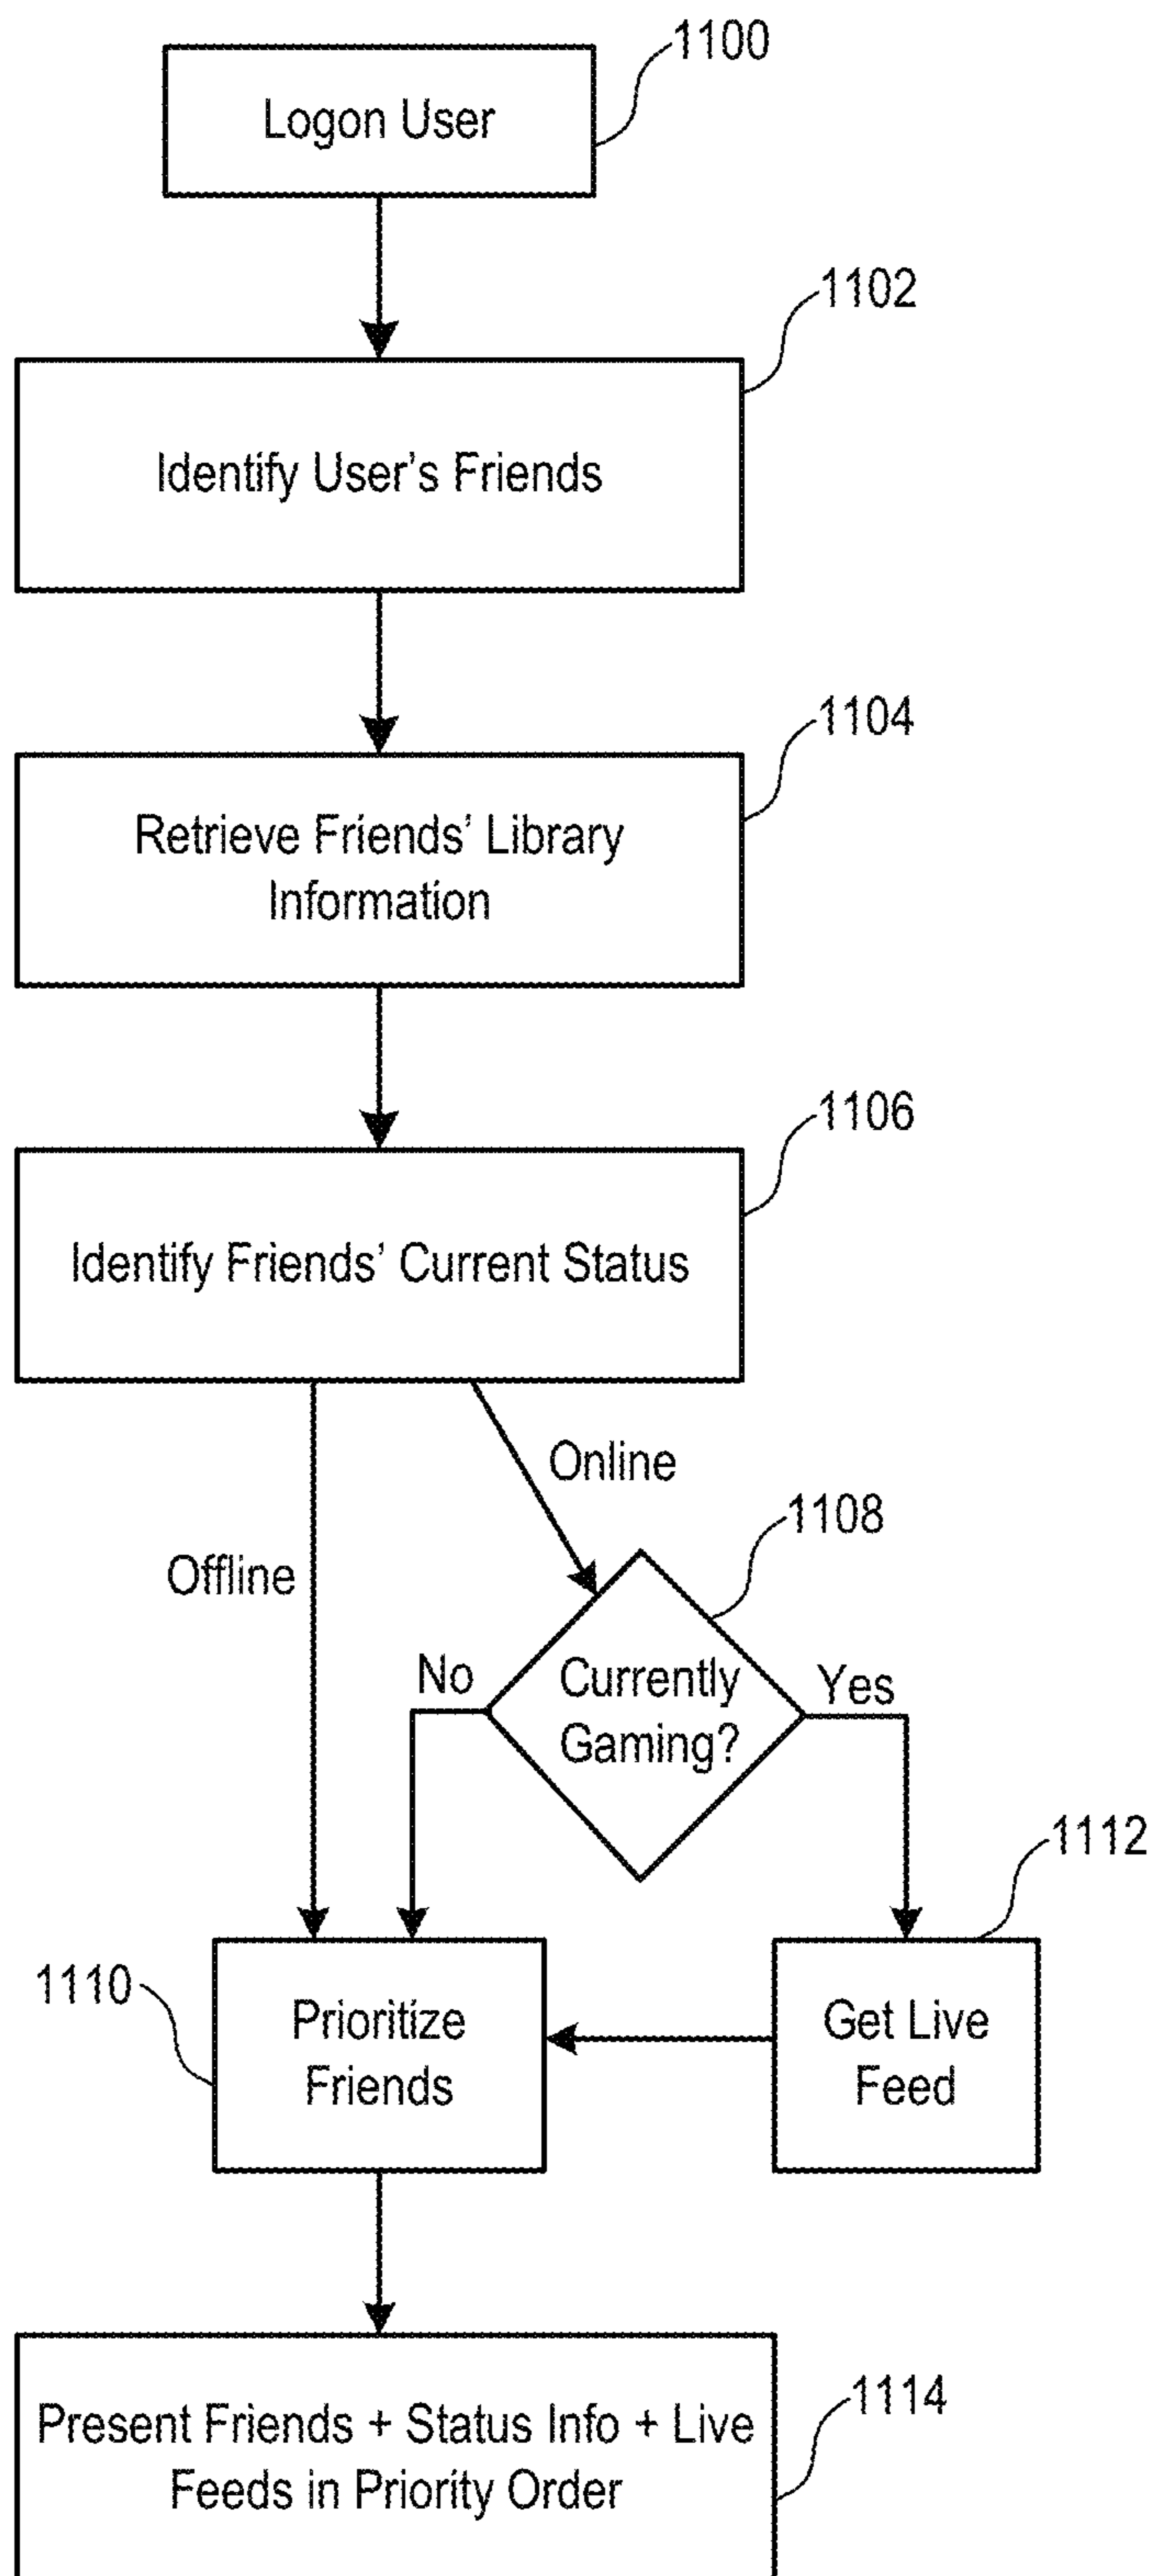 1100
Logon User
1102
Identify User's Friends
1104
Retrieve Friends' Library
Information
1106
Identify Friends' Current Status
Online
1108
Offline
No
Currently
Gaming?
Yes
1112
1110
Prioritize
Friends
Get Live
Feed
1114
Present Friends + Status Info + Live
Feeds in Priority Order